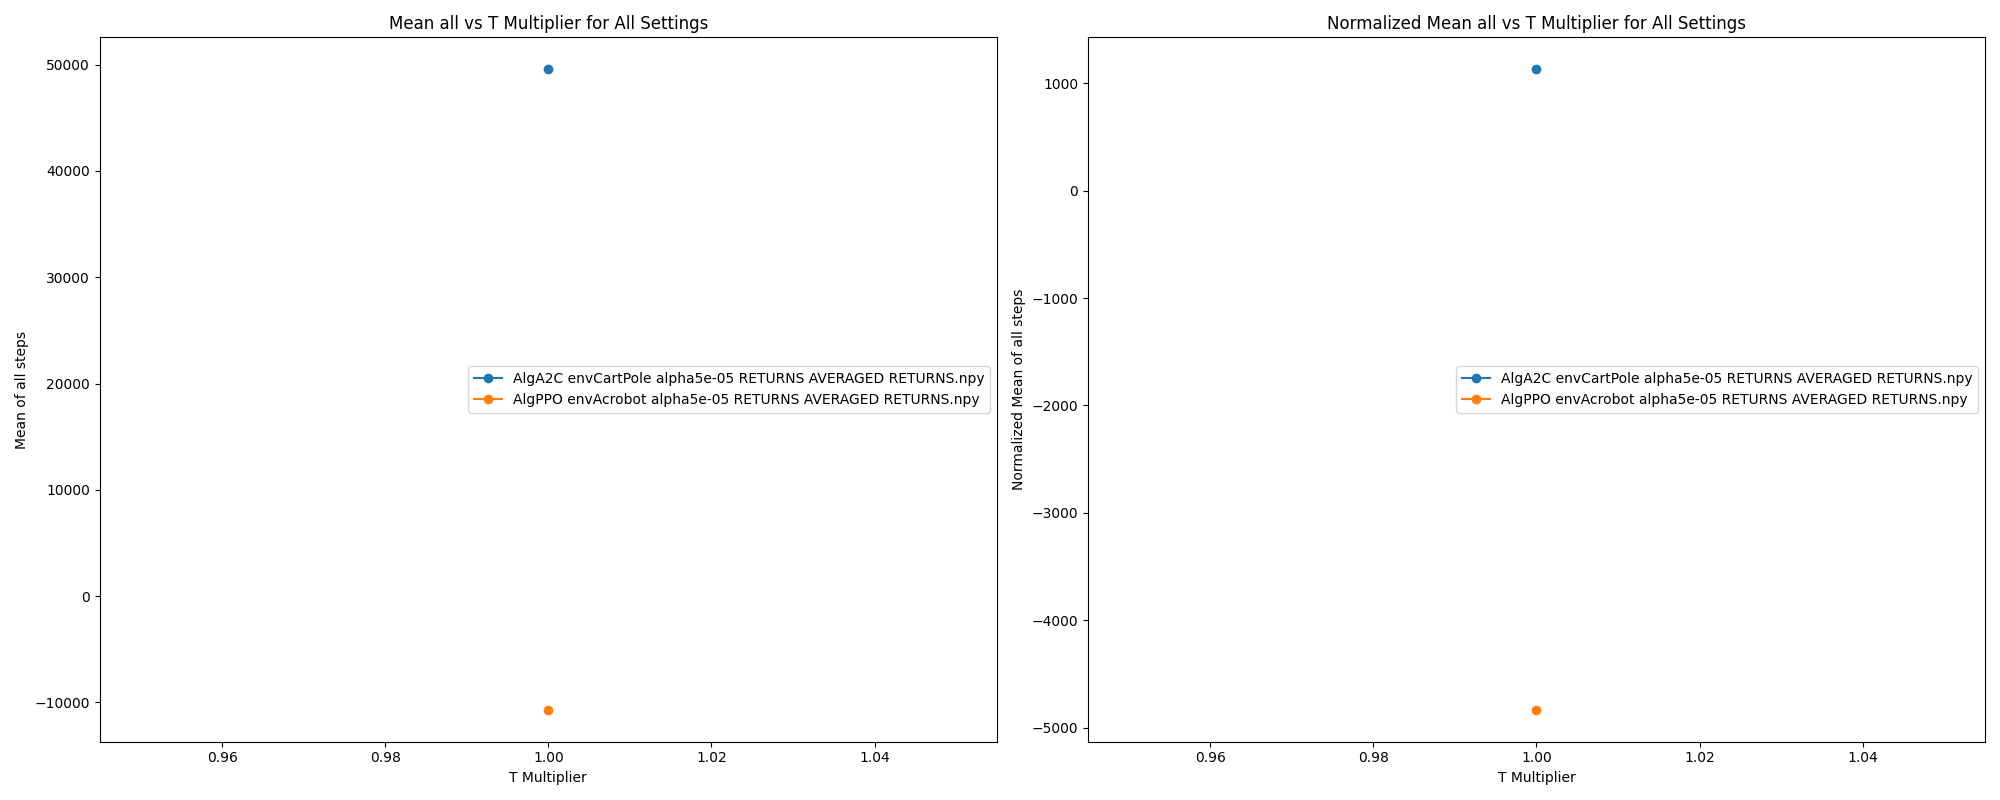 Mean all vs T Multiplier for All Settings
Mean of all steps
50000
40000
30000
20000
10000
0
−10000
AlgA2C envCartPole alpha5e-05 RETURNS AVERAGED RETURNS.npy
AlgPPO envAcrobot alpha5e-05 RETURNS AVERAGED RETURNS.npy
0.96 0.98 1.00 1.02 1.04
T Multiplier
Normalized Mean all vs T Multiplier for All Settings
Normalized Mean of all steps
1000
0
−1000
−2000
−3000
−4000
−5000
AlgA2C envCartPole alpha5e-05 RETURNS AVERAGED RETURNS.npy
AlgPPO envAcrobot alpha5e-05 RETURNS AVERAGED RETURNS.npy
0.96 0.98 1.00 1.02 1.04
T Multiplier